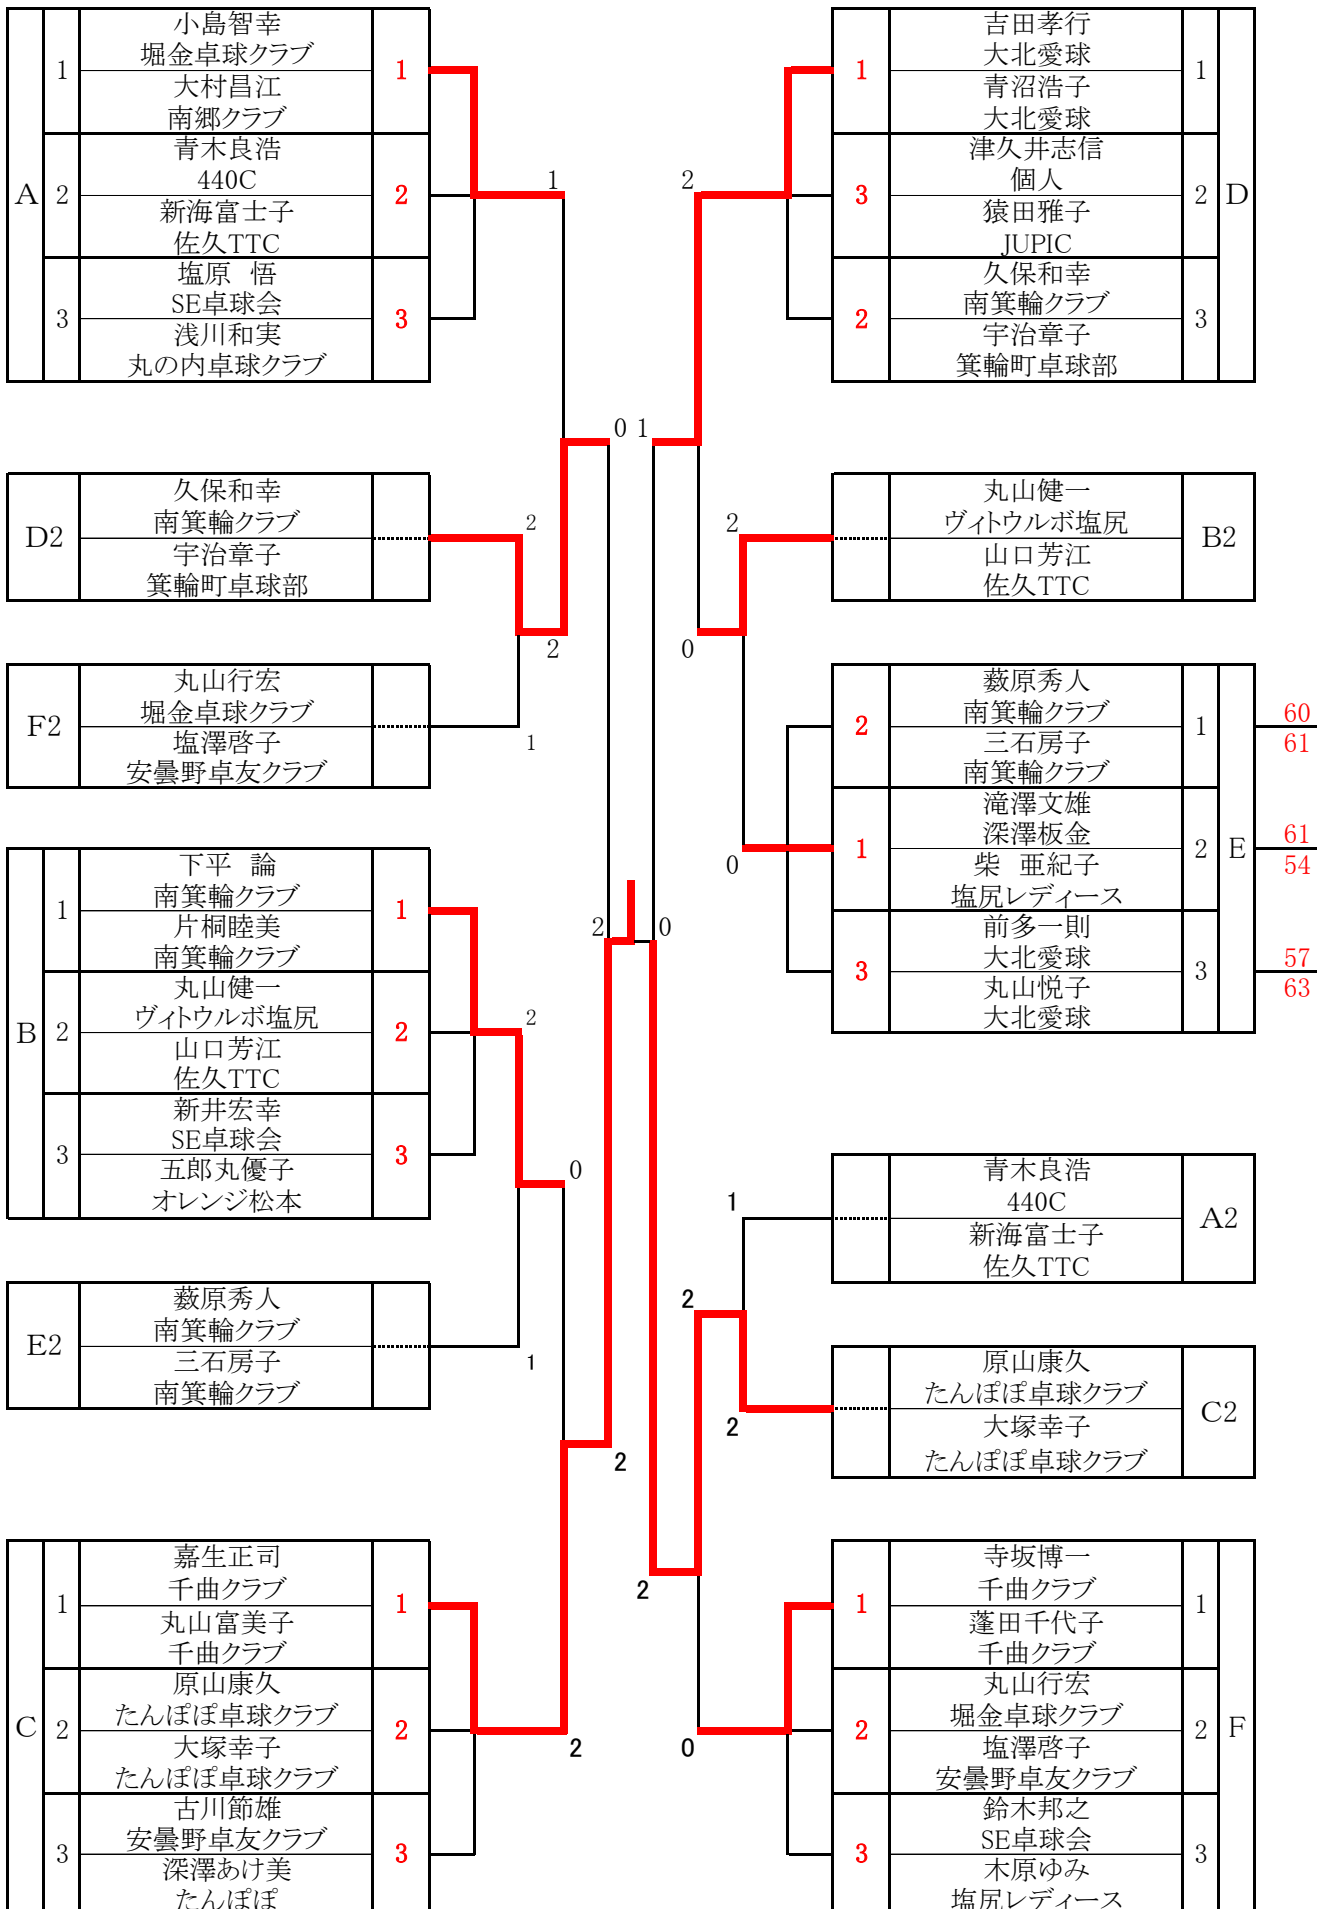 A
1
小島智幸
堀金卓球クラブ
大村昌江
南郷クラブ
1
2
青木良浩
440C
新海富士子
佐久TTC
2
3
塩原 悟
SE卓球会
浅川和実
丸の内卓球クラブ
3
1
D2
久保和幸
南箕輪クラブ
宇治章子
箕輪町卓球部
2
2
0
F2
丸山行宏
堀金卓球クラブ
塩澤啓子
安曇野卓友クラブ
1
B
1
下平 論
南箕輪クラブ
片桐睦美
南箕輪クラブ
1
2
丸山健一
ヴィトウルボ塩尻
山口芳江
佐久TTC
2
3
新井宏幸
SE卓球会
五郎丸優子
オレンジ松本
3
2
0
E2
薮原秀人
南箕輪クラブ
三石房子
南箕輪クラブ
1
2
2
C
1
嘉生正司
千曲クラブ
丸山富美子
千曲クラブ
1
2
原山康久
たんぽぽ卓球クラブ
大塚幸子
たんぽぽ卓球クラブ
2
3
古川節雄
安曇野卓友クラブ
深澤あけ美
たんぽぽ
3
2
吉田孝行
大北愛球
青沼浩子
大北愛球
1
1
津久井志信
個人
猿田雅子
JUPIC
3
2
D
久保和幸
南箕輪クラブ
宇治章子
箕輪町卓球部
2
3
2
1
丸山健一
ヴィトウルボ塩尻
山口芳江
佐久TTC
B2
2
0
薮原秀人
南箕輪クラブ
三石房子
南箕輪クラブ
2
1
60
61
滝澤文雄
深澤板金
柴 亜紀子
塩尻レディース
1
2
E
61
54
前多一則
大北愛球
丸山悦子
大北愛球
3
3
57
63
0
0
青木良浩
440C
新海富士子
佐久TTC
A2
1
2
原山康久
たんぽぽ卓球クラブ
大塚幸子
たんぽぽ卓球クラブ
C2
2
2
寺坂博一
千曲クラブ
蓬田千代子
千曲クラブ
1
1
丸山行宏
堀金卓球クラブ
塩澤啓子
安曇野卓友クラブ
2
2
F
鈴木邦之
SE卓球会
木原ゆみ
塩尻レディース
3
3
0